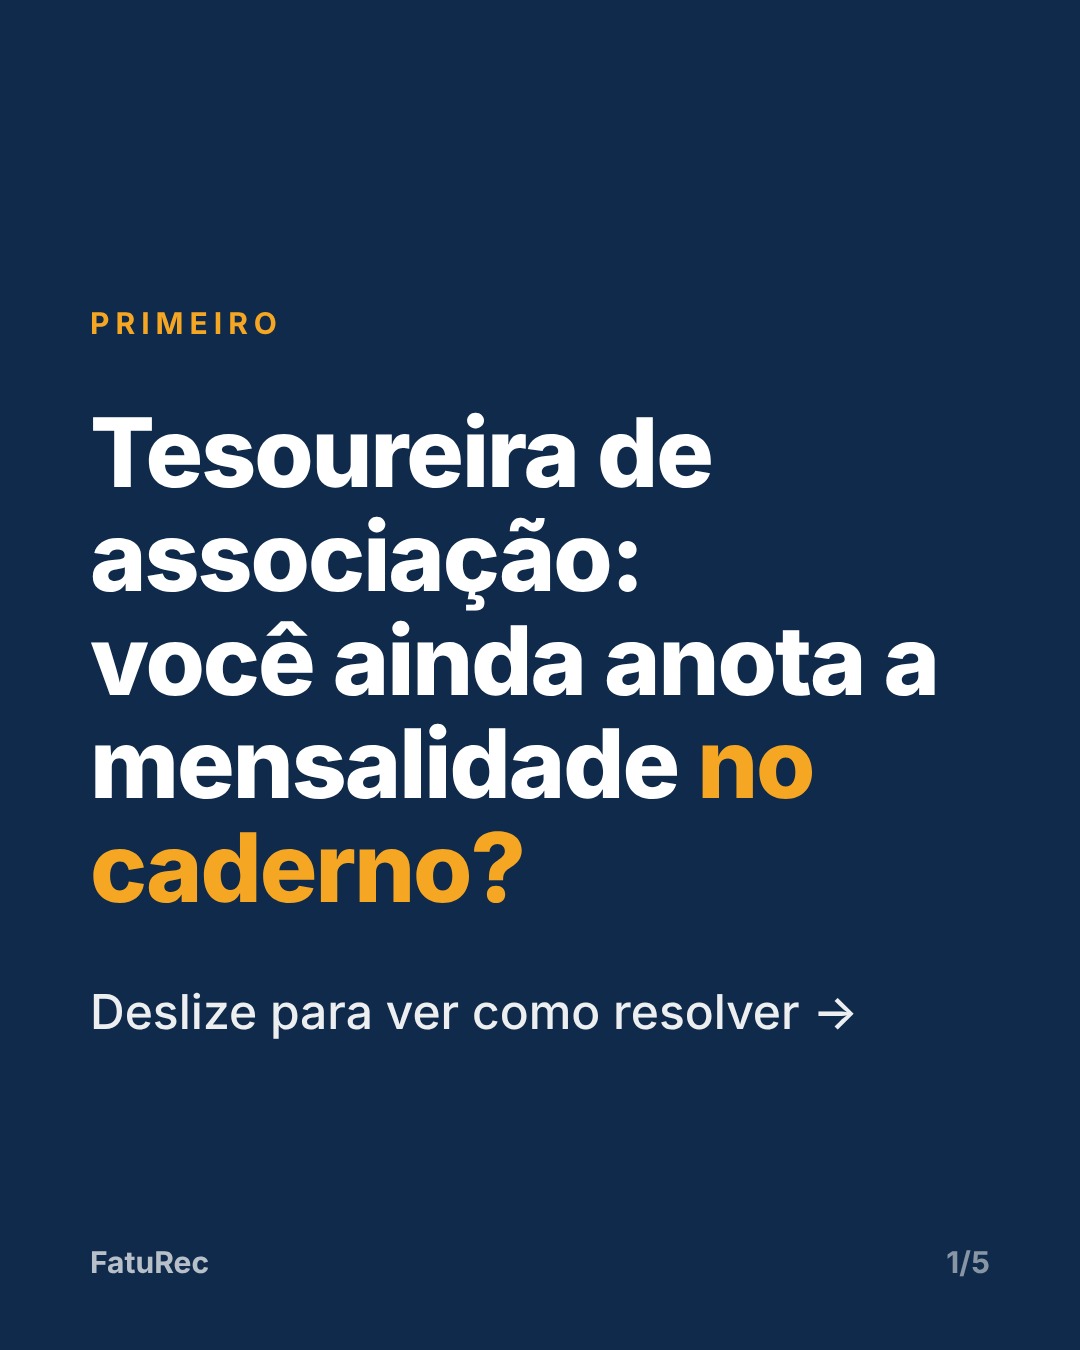 PRIMEIRO
Tesoureira de
associação:
você ainda anota a
mensalidade no
caderno?
Deslize para ver como resolver →
FatuRec
1/5